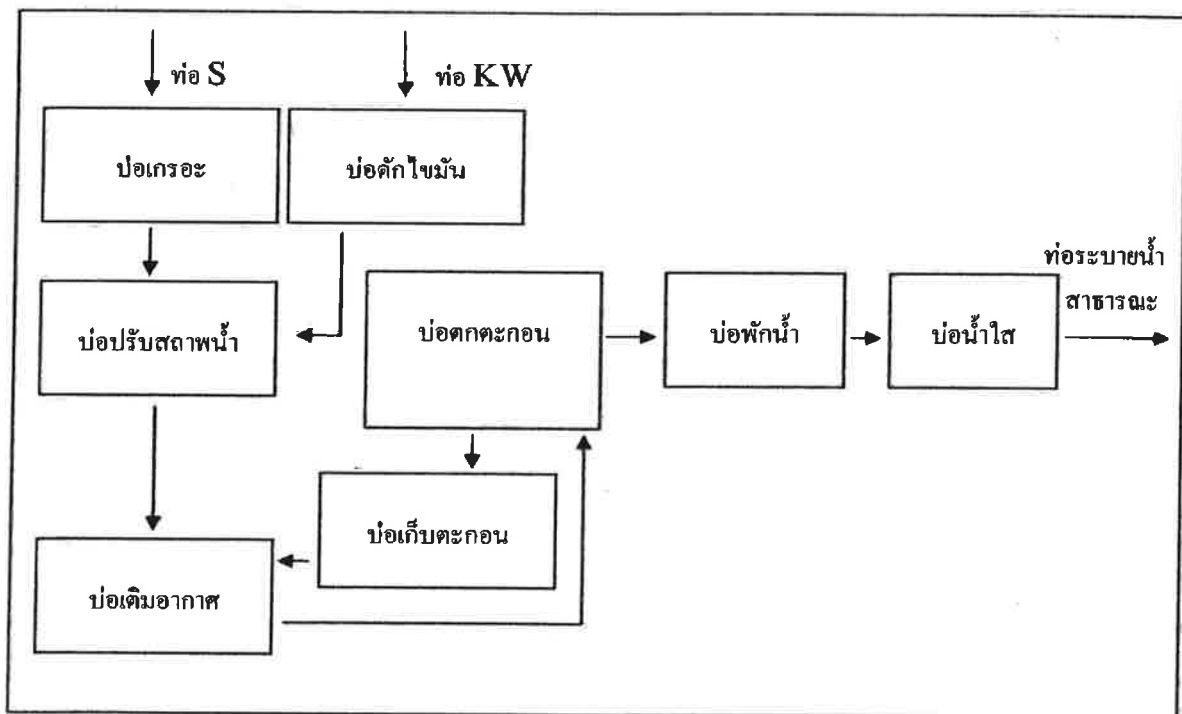 ท่อ S
ท่อ KW
บ่อเกรอะ
บ่อดักไขมัน
ท่อระบายน้ำ
สาธารณะ
บ่อปรับสภาพน้ำ
บ่อตกตะกอน
บ่อพักน้ำ
บ่อน้ำใส
บ่อเก็บตะกอน
บ่อเติมอากาศ